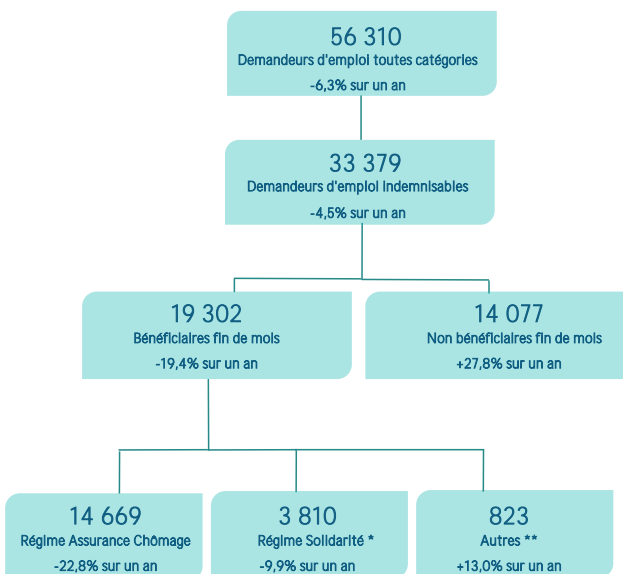 56 310
Demandeurs d'emploi toutes catégories
-6,3% sur un an
33 379
Demandeurs d'emploi indemnisables
-4,5% sur un an
19 302
Bénéficiaires fin de mois
-19,4% sur un an
14 077
Non bénéficiaires fin de mois
+27,8% sur un an
14 669
Régime Assurance Chômage
-22,8% sur un an
3 810
Régime Solidarité *
-9,9% sur un an
823
Autres **
+13,0% sur un an